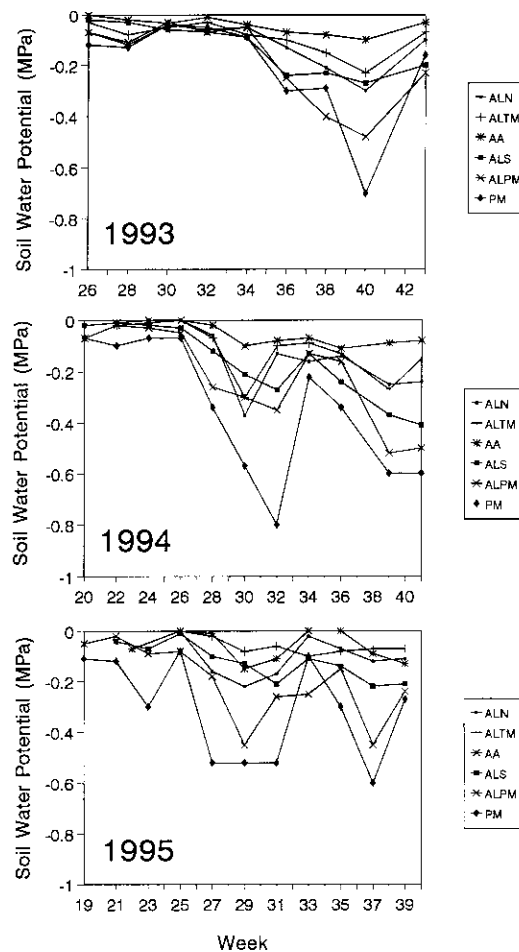 Soil Water Potential (MPa)
0
-0.2
-0.4
-0.6
-0.8
-1
1993
26 28 30 32 34 36 38 40 42
ALN
ALTM
AA
ALS
ALPM
PM
Soil Water Potential (MPa)
0
-0.2
-0.4
-0.6
-0.8
-1
1994
20 22 24 26 28 30 32 34 36 38 40
ALN
ALTM
AA
ALS
ALPM
PM
Soil Water Potential (MPa)
0
-0.2
-0.4
-0.6
-0.8
-1
1995
19 21 23 25 27 29 31 33 35 37 39
Week
ALN
ALTM
AA
ALS
ALPM
PM